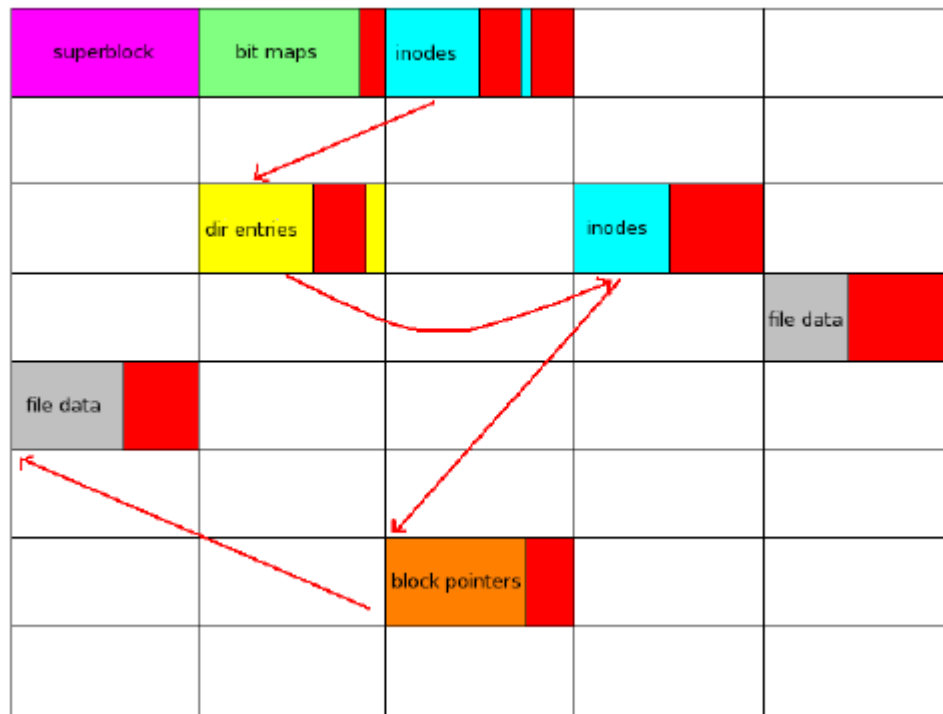 superblock
bit maps
inodes
dir entries
inodes
file data
file data
block pointers